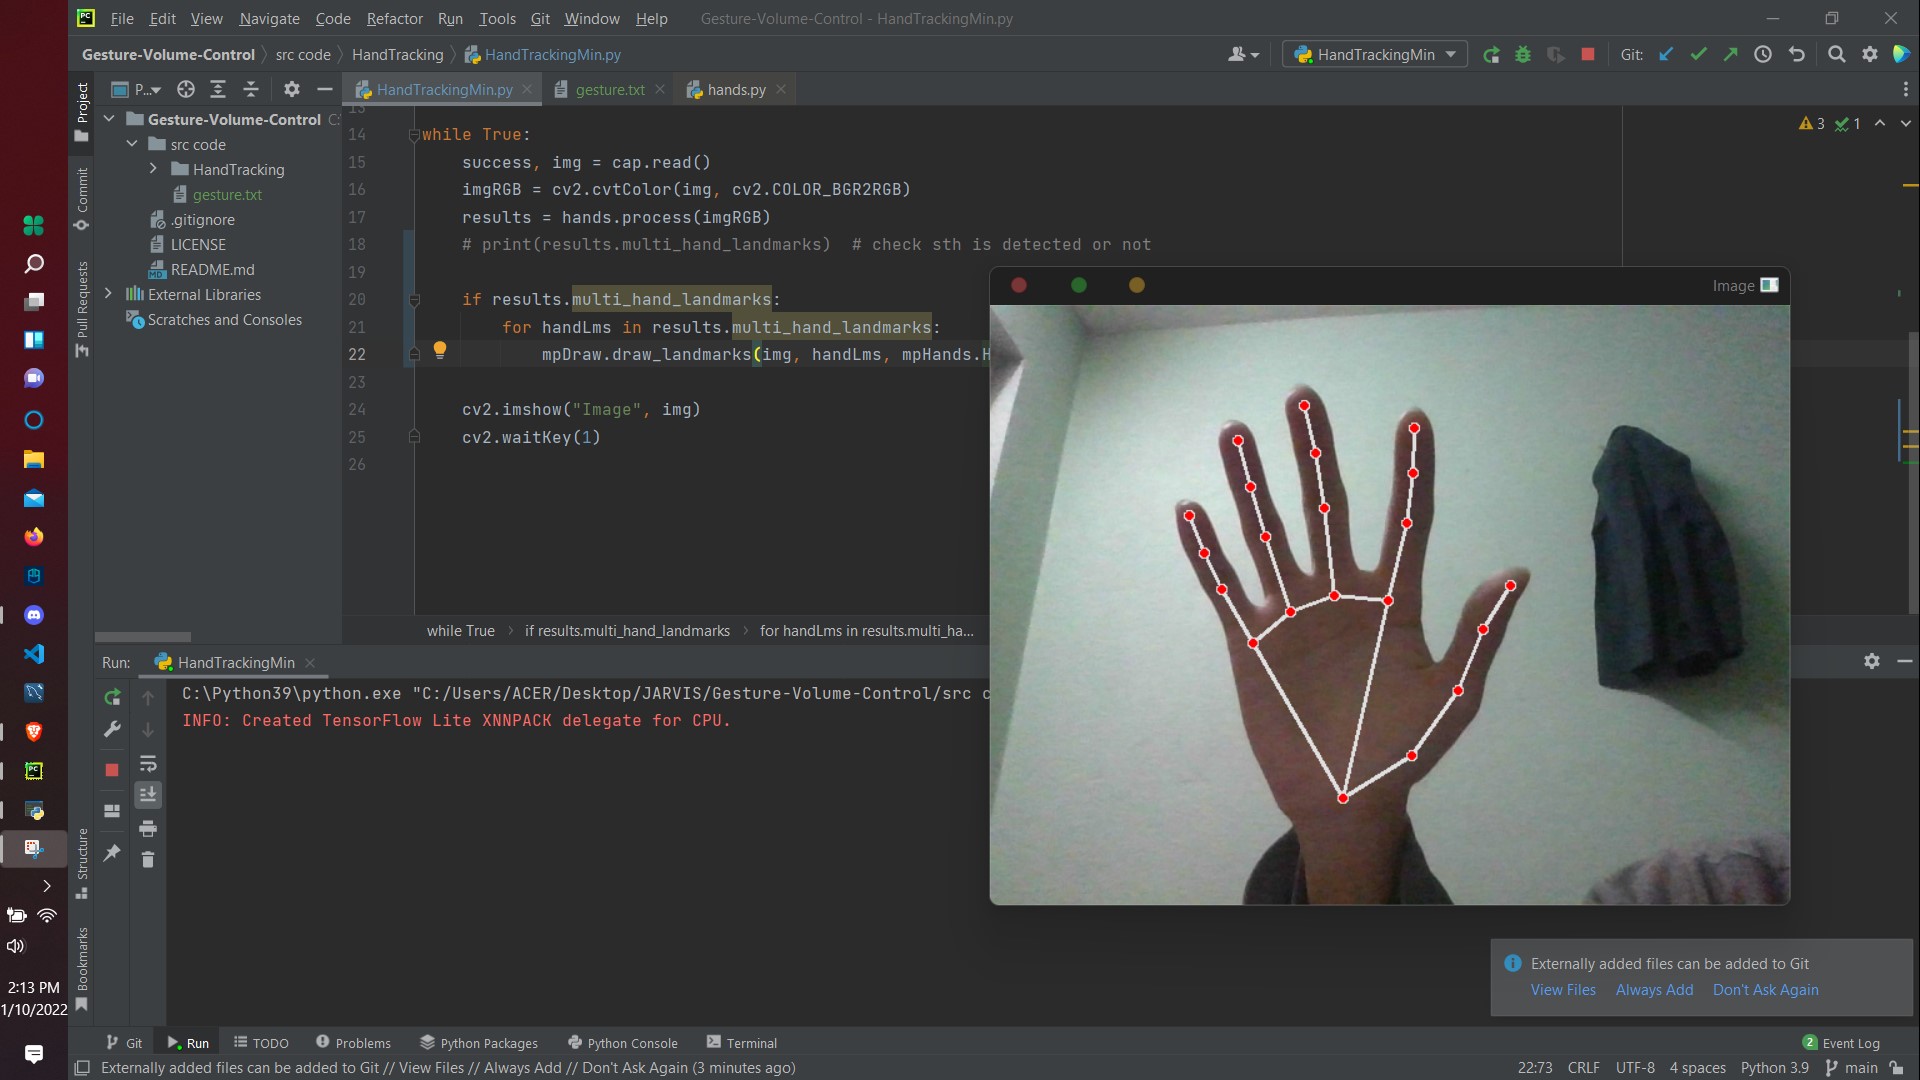 File Edit View Navigate Code Refactor Run Tools Git Window Help Gesture-Volume-Control - HandTrackingMin.py
Gesture-Volume-Control src code HandTracking HandTrackingMin.py HandTrackingMin Git:
P... HandTrackingMin.py gesture.txt hands.py
Project
Commit
Pull Requests
Structure
Bookmarks
Gesture-Volume-Control C:
src code
HandTracking
gesture.txt
.gitignore
LICENSE
README.md
External Libraries
Scratches and Consoles
3 1
13
14 while True:
15 success, img = cap.read()
16 imgRGB = cv2.cvtColor(img, cv2.COLOR_BGR2RGB)
17 results = hands.process(imgRGB)
18 # print(results.multi_hand_landmarks)  # check sth is detected or not
19
20 if results.multi_hand_landmarks:
21 for handLms in results.multi_hand_landmarks:
22 mpDraw.draw_landmarks(img, handLms, mpHands.H
23
24 cv2.imshow("Image", img)
25 cv2.waitKey(1)
26
while True if results.multi_hand_landmarks for handLms in results.multi_ha...
Image
Run: HandTrackingMin
C:\Python39\python.exe "C:/Users/ACER/Desktop/JARVIS/Gesture-Volume-Control/src c
INFO: Created TensorFlow Lite XNNPACK delegate for CPU.
Externally added files can be added to Git
View Files Always Add Don't Ask Again
2:13 PM
1/10/2022
Git Run TODO Problems Python Packages Python Console Terminal 2 Event Log
Externally added files can be added to Git // View Files // Always Add // Don't Ask Again (3 minutes ago) 22:73 CRLF UTF-8 4 spaces Python 3.9 main